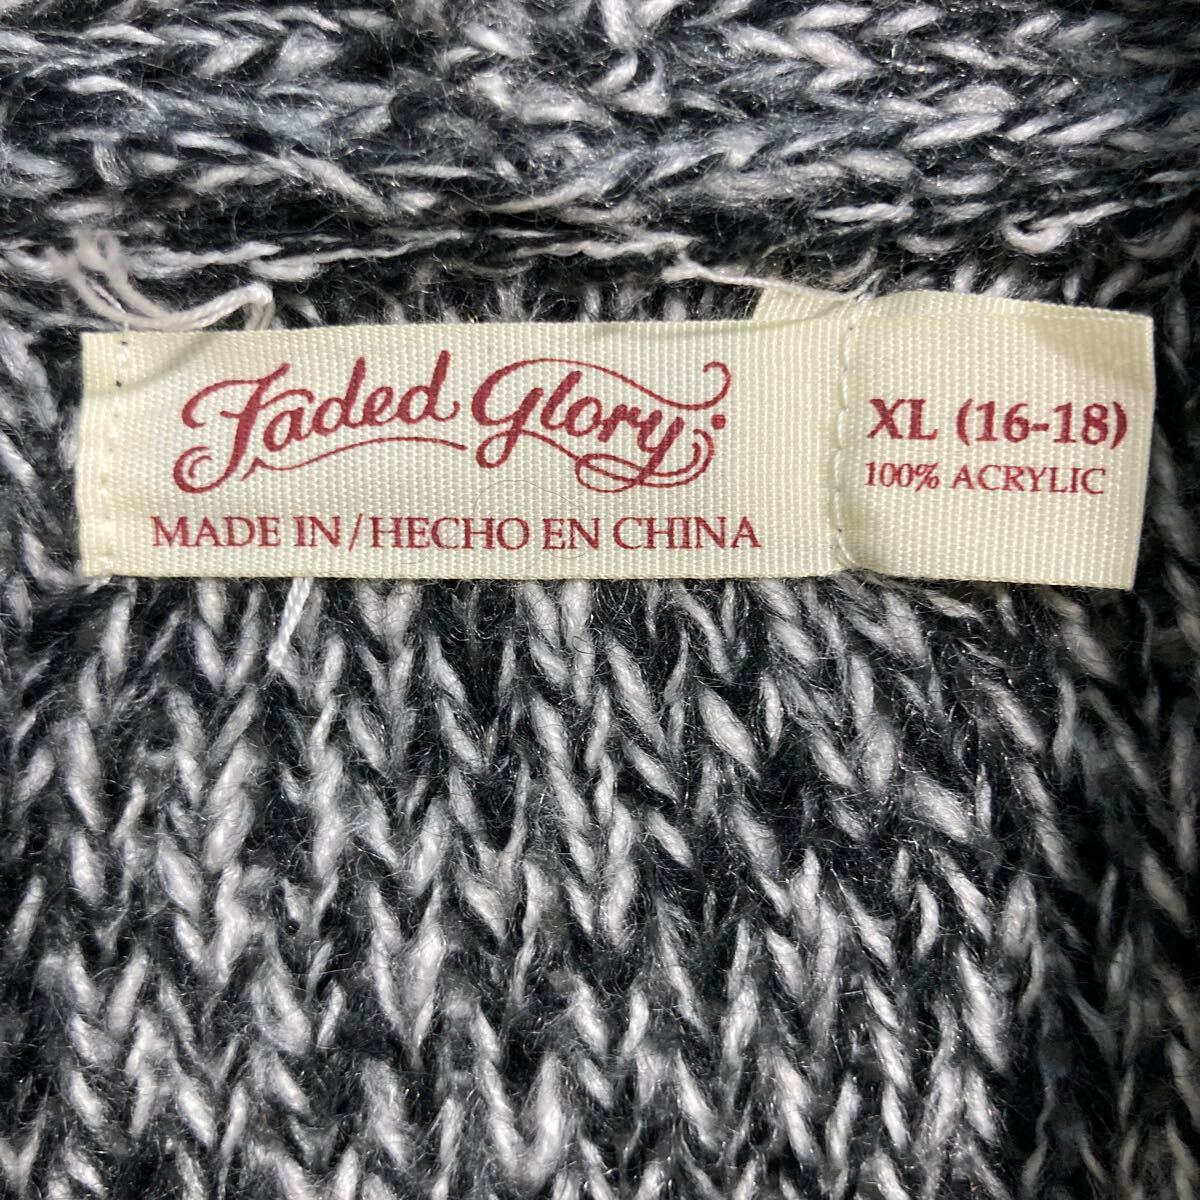 Faded Glory
MADE IN/HECHO EN CHINA
XL (16-18)
100% ACRYLIC